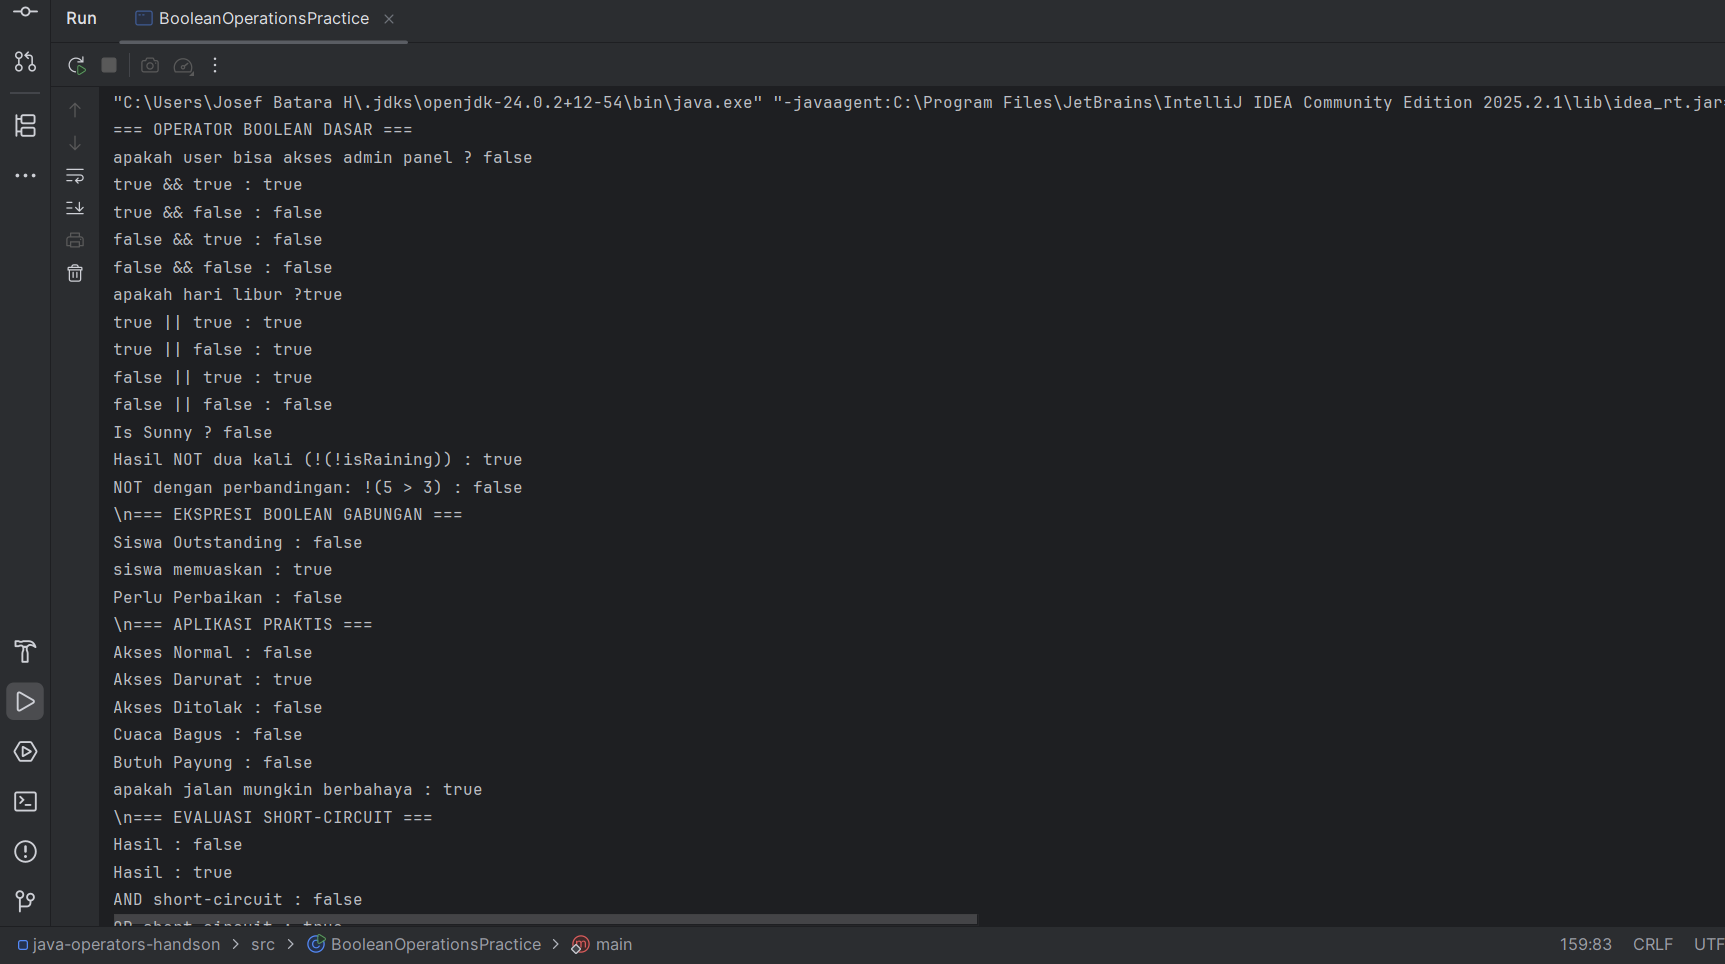 Run BooleanOperationsPractice
"C:\Users\Josef Batara H\.jdks\openjdk-24.0.2+12-54\bin\java.exe" "-javaagent:C:\Program Files\JetBrains\IntelliJ IDEA Community Edition 2025.2.1\lib\idea_rt.jar
=== OPERATOR BOOLEAN DASAR ===
apakah user bisa akses admin panel ? false
true && true : true
true && false : false
false && true : false
false && false : false
apakah hari libur ?true
true || true : true
true || false : true
false || true : true
false || false : false
Is Sunny ? false
Hasil NOT dua kali (!(!isRaining)) : true
NOT dengan perbandingan: !(5 > 3) : false
\n=== EKSPRESI BOOLEAN GABUNGAN ===
Siswa Outstanding : false
siswa memuaskan : true
Perlu Perbaikan : false
\n=== APLIKASI PRAKTIS ===
Akses Normal : false
Akses Darurat : true
Akses Ditolak : false
Cuaca Bagus : false
Butuh Payung : false
apakah jalan mungkin berbahaya : true
\n=== EVALUASI SHORT-CIRCUIT ===
Hasil : false
Hasil : true
AND short-circuit : false
OR short-circuit : true
java-operators-handson > src > BooleanOperationsPractice > main 159:83 CRLF UTF